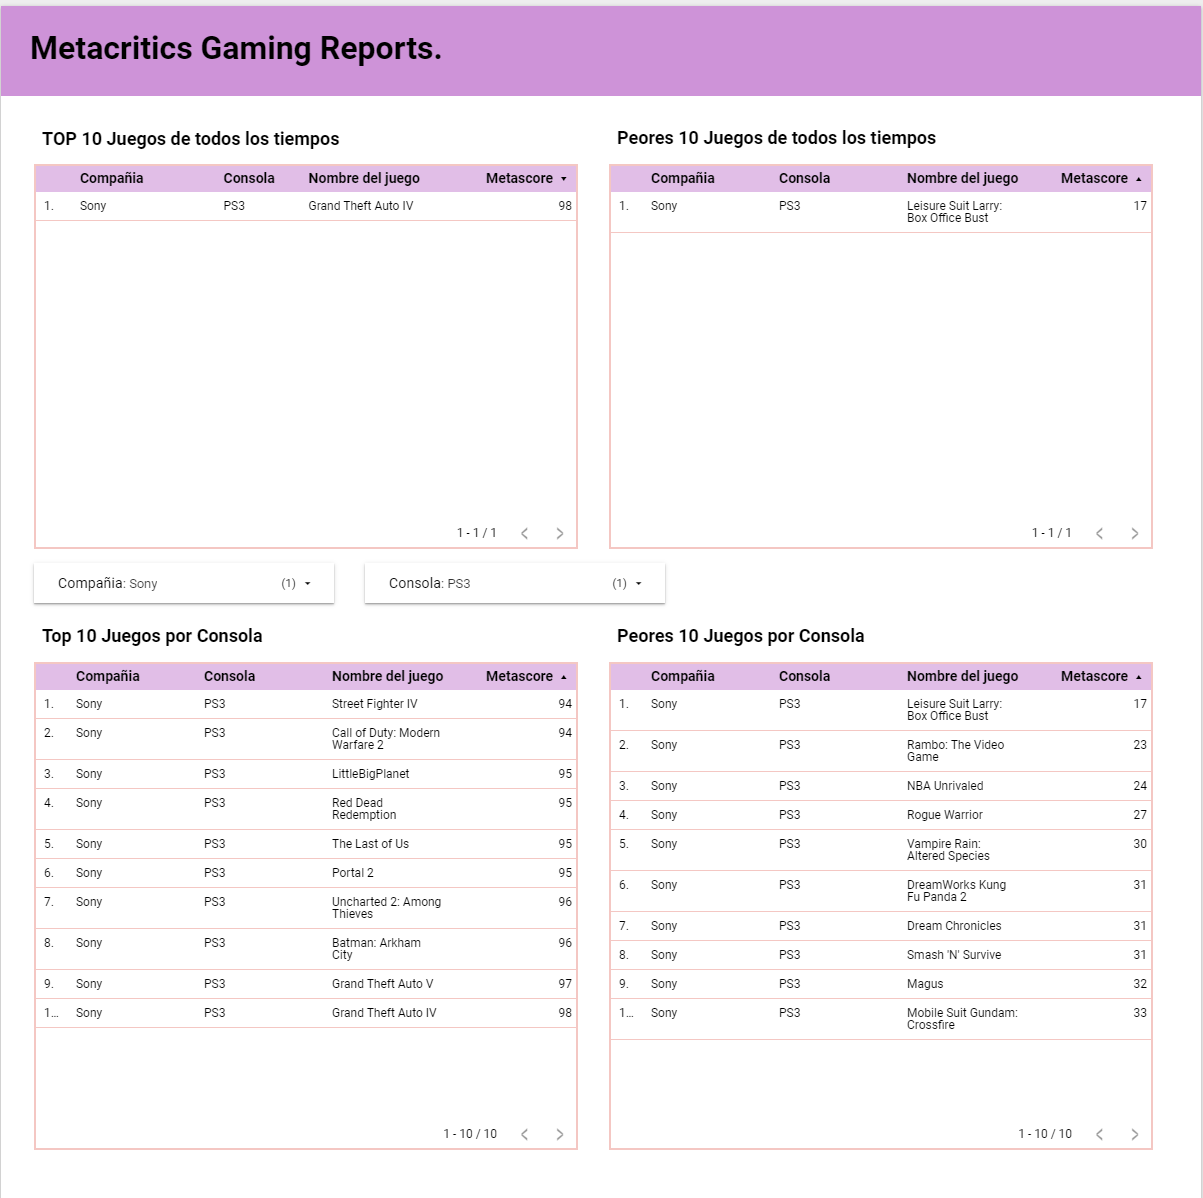 Metacritics Gaming Reports.
TOP 10 Juegos de todos los tiempos
Compañia Consola Nombre del juego Metascore
1. Sony PS3 Grand Theft Auto IV 98
1 - 1 / 1
Peores 10 Juegos de todos los tiempos
Compañia Consola Nombre del juego Metascore
1. Sony PS3 Leisure Suit Larry: 17
Box Office Bust
1 - 1 / 1
Compañia: Sony (1)
Consola: PS3 (1)
Top 10 Juegos por Consola
Compañia Consola Nombre del juego Metascore
1. Sony PS3 Street Fighter IV 94
2. Sony PS3 Call of Duty: Modern 94
Warfare 2
3. Sony PS3 LittleBigPlanet 95
4. Sony PS3 Red Dead 95
Redemption
5. Sony PS3 The Last of Us 95
6. Sony PS3 Portal 2 95
7. Sony PS3 Uncharted 2: Among 96
Thieves
8. Sony PS3 Batman: Arkham 96
City
9. Sony PS3 Grand Theft Auto V 97
1... Sony PS3 Grand Theft Auto IV 98
1 - 10 / 10
Peores 10 Juegos por Consola
Compañia Consola Nombre del juego Metascore
1. Sony PS3 Leisure Suit Larry: 17
Box Office Bust
2. Sony PS3 Rambo: The Video 23
Game
3. Sony PS3 NBA Unrivaled 24
4. Sony PS3 Rogue Warrior 27
5. Sony PS3 Vampire Rain: 30
Altered Species
6. Sony PS3 DreamWorks Kung 31
Fu Panda 2
7. Sony PS3 Dream Chronicles 31
8. Sony PS3 Smash 'N' Survive 31
9. Sony PS3 Magus 32
1... Sony PS3 Mobile Suit Gundam: 33
Crossfire
1 - 10 / 10